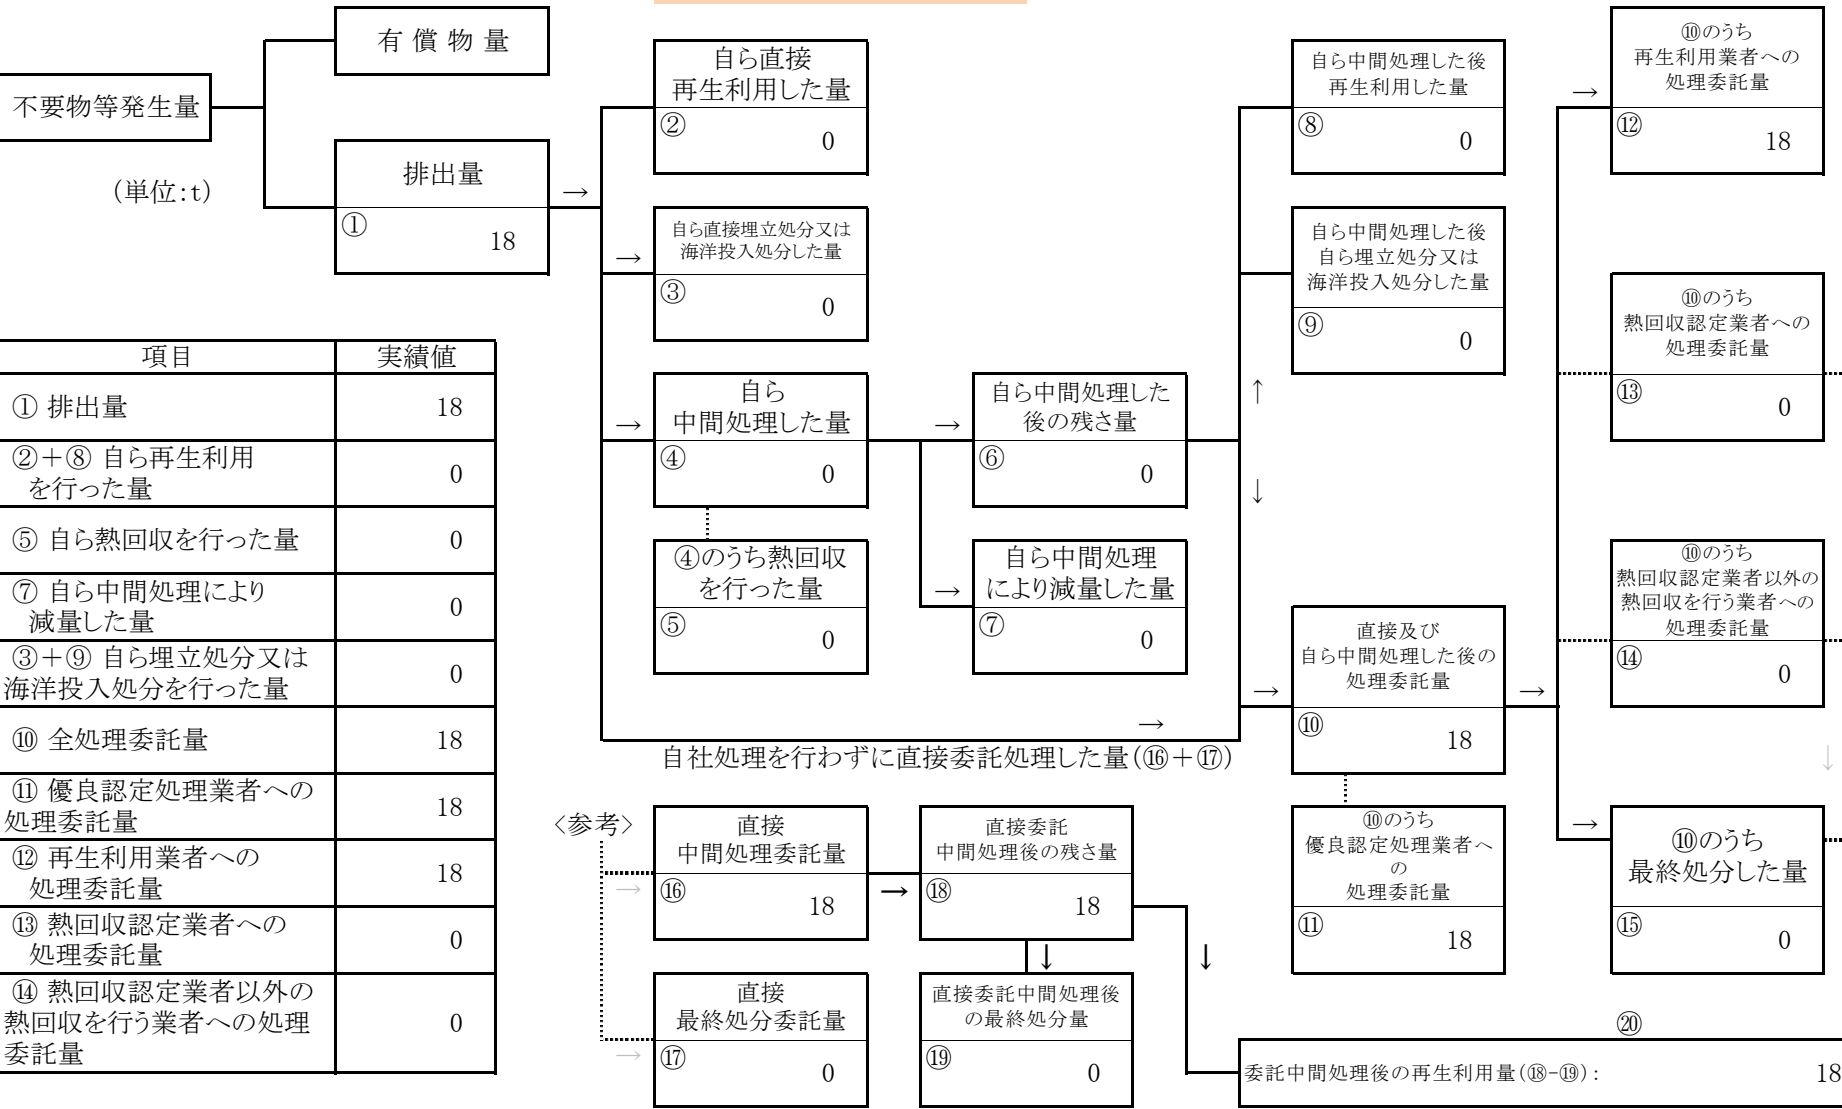 有 償 物 量
不要物等発生量
排出量
①
18
(単位:t)
→
項目
実績値
① 排出量
18
②+⑧ 自ら再生利用
を行った量
0
⑤ 自ら熱回収を行った量
0
⑦ 自ら中間処理により
減量した量
0
③+⑨ 自ら埋立処分又は
海洋投入処分を行った量
0
⑩ 全処理委託量
18
⑪ 優良認定処理業者への
処理委託量
18
⑫ 再生利用業者への
処理委託量
18
⑬ 熱回収認定業者への
処理委託量
0
⑭ 熱回収認定業者以外の
熱回収を行う業者への処理
委託量
0
自ら直接
再生利用した量
②
0
→
自ら直接埋立処分又は
海洋投入処分した量
③
0
→
自ら
中間処理した量
④
0
④のうち熱回収
を行った量
⑤
0
→
自ら中間処理した
後の残さ量
⑥
0
→
自ら中間処理
により減量した量
⑦
0
→
自社処理を行わずに直接委託処理した量(⑯+⑰)
自ら中間処理した後
再生利用した量
⑧
0
自ら中間処理した後
自ら埋立処分又は
海洋投入処分した量
⑨
0
↑
↓
→
直接及び
自ら中間処理した後の
処理委託量
⑩
18
→
⑩のうち
優良認定処理業者へ
の
処理委託量
⑪
18
→
⑩のうち
再生利用業者への
処理委託量
⑫
18
⑩のうち
熱回収認定業者への
処理委託量
⑬
0
⑩のうち
熱回収認定業者以外の
熱回収を行う業者への
処理委託量
⑭
0
↓
→
⑩のうち
最終処分した量
⑮
0
<参考>
→
直接
中間処理委託量
⑯
18
→
直接委託
中間処理後の残さ量
⑱
18
↓
↓
→
直接
最終処分委託量
⑰
0
直接委託中間処理後
の最終処分量
⑲
0
⑳
委託中間処理後の再生利用量(⑱-⑲):
18